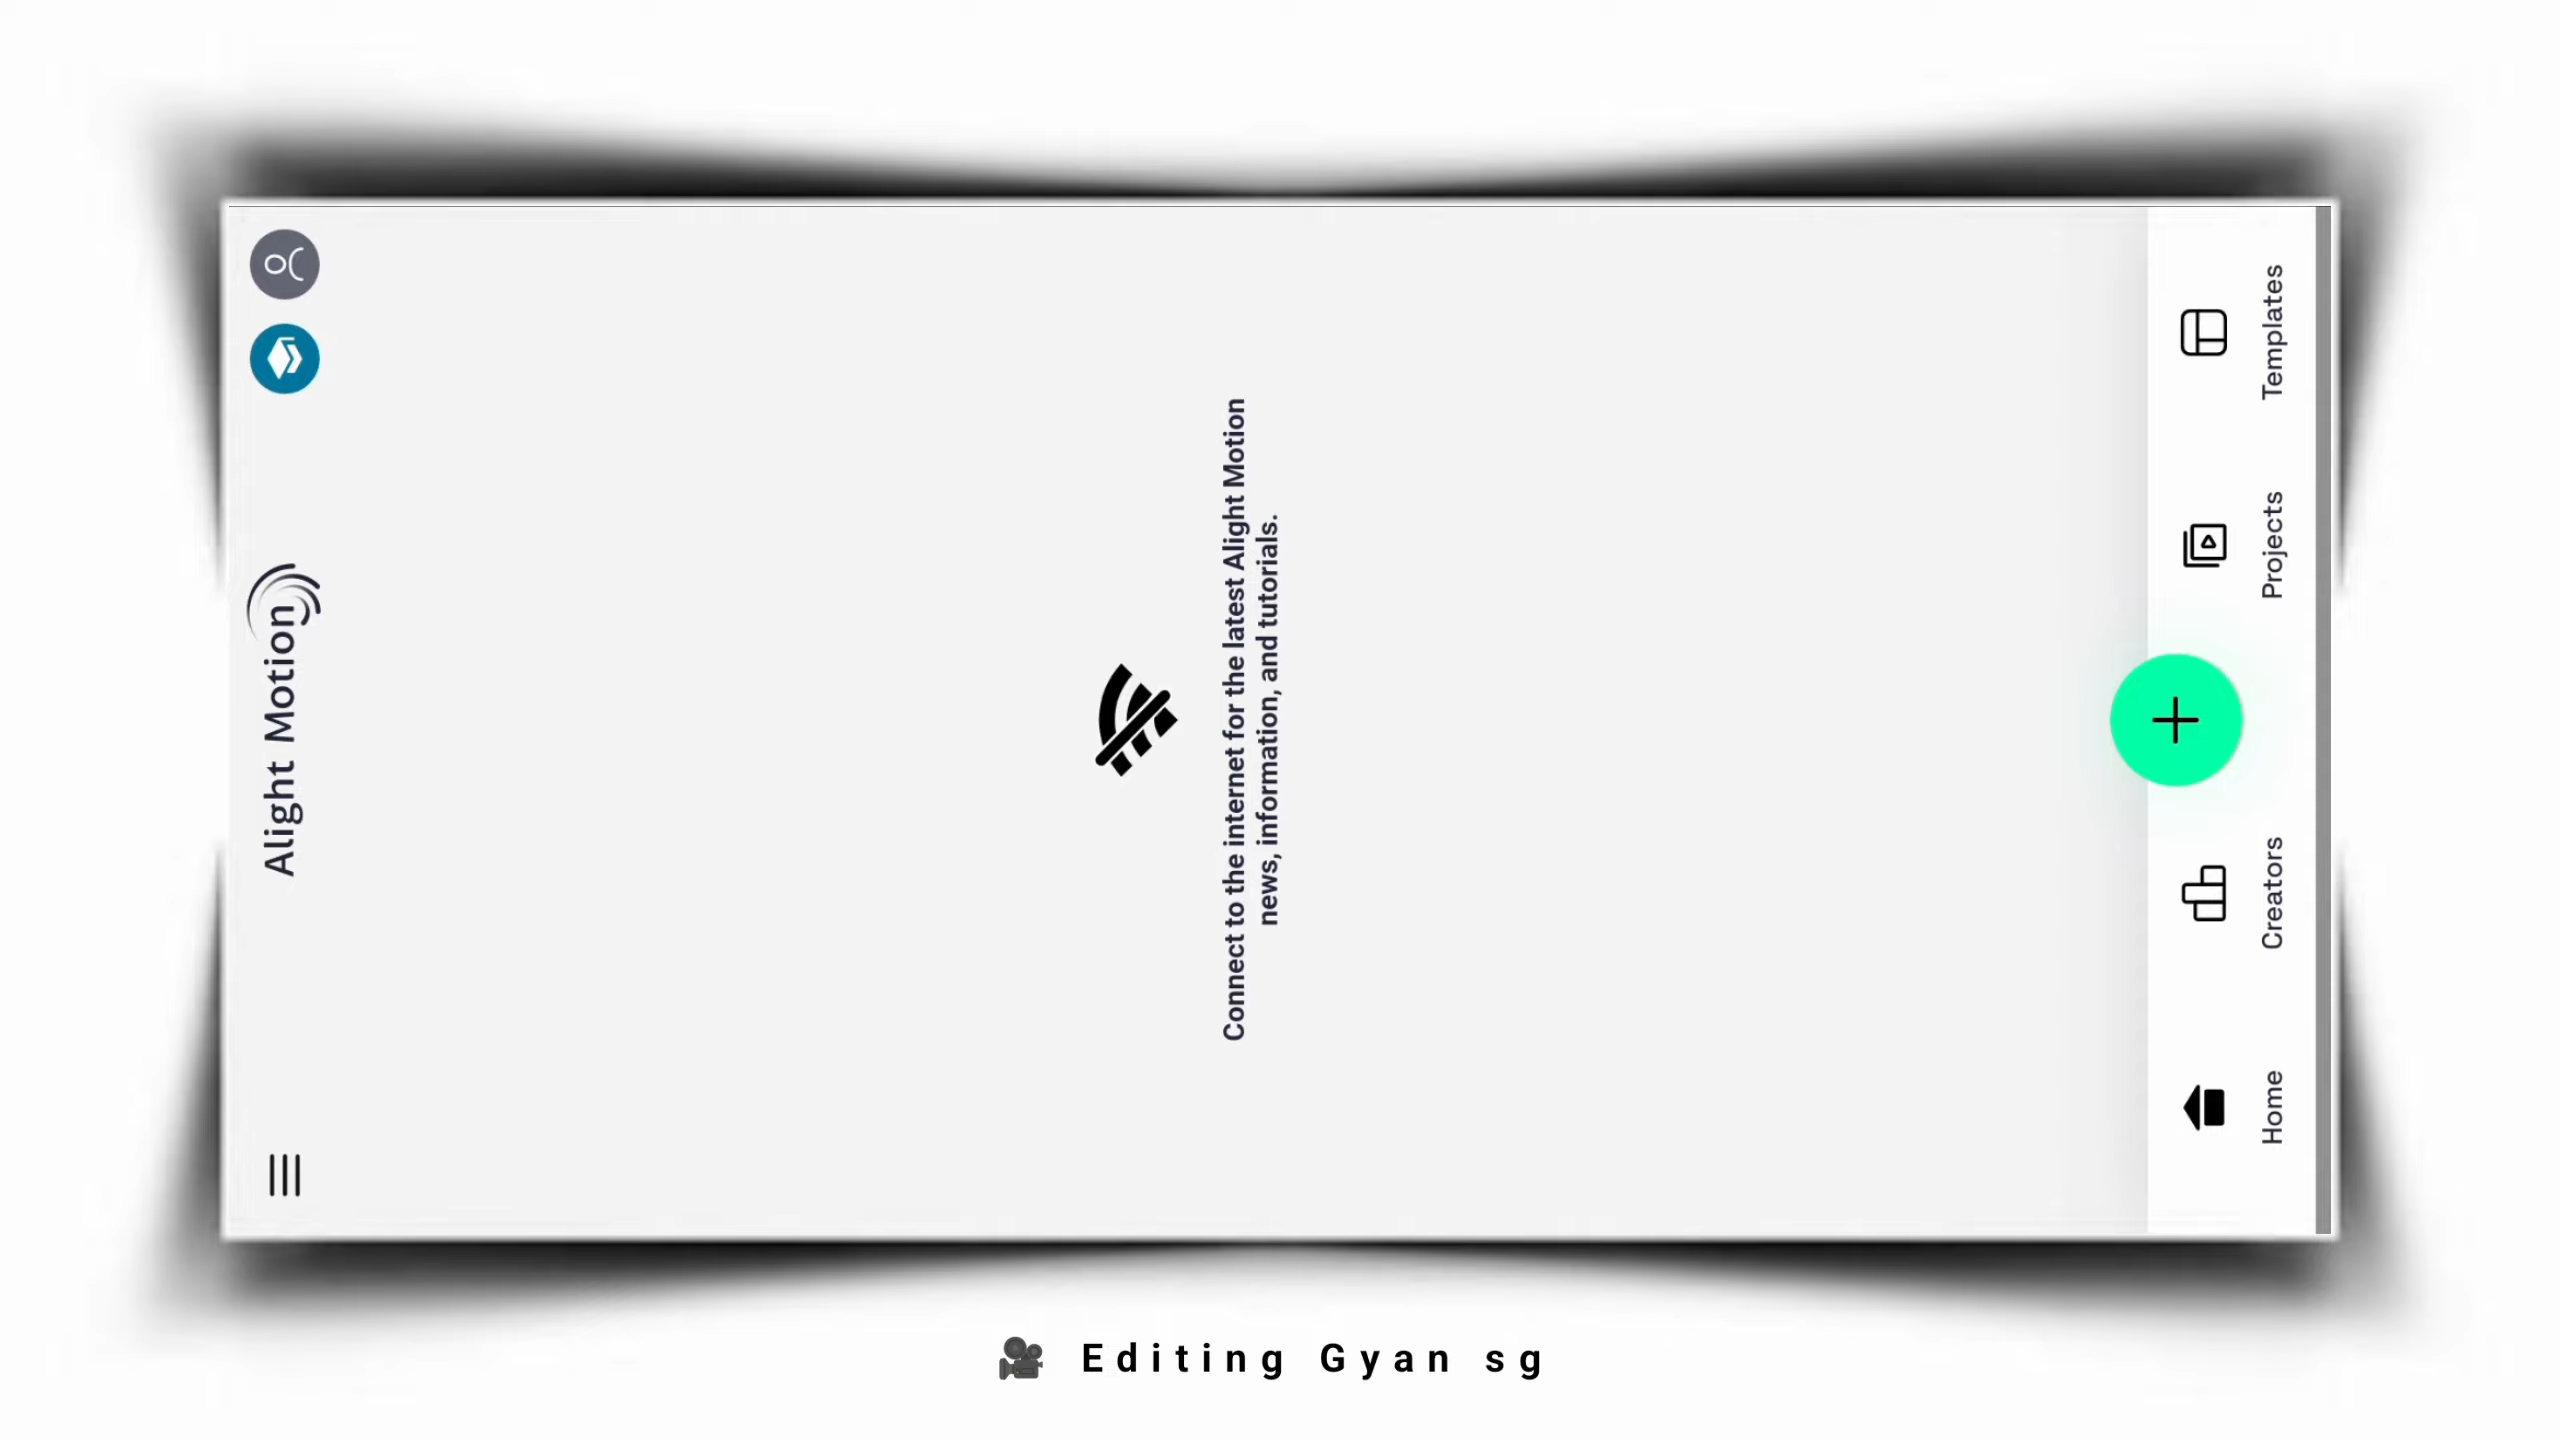 Alight Motion
Connect to the internet for the latest Alight Motion
news, information, and tutorials.
Home
Creators
Projects
Templates
🎥 Editing Gyan sg